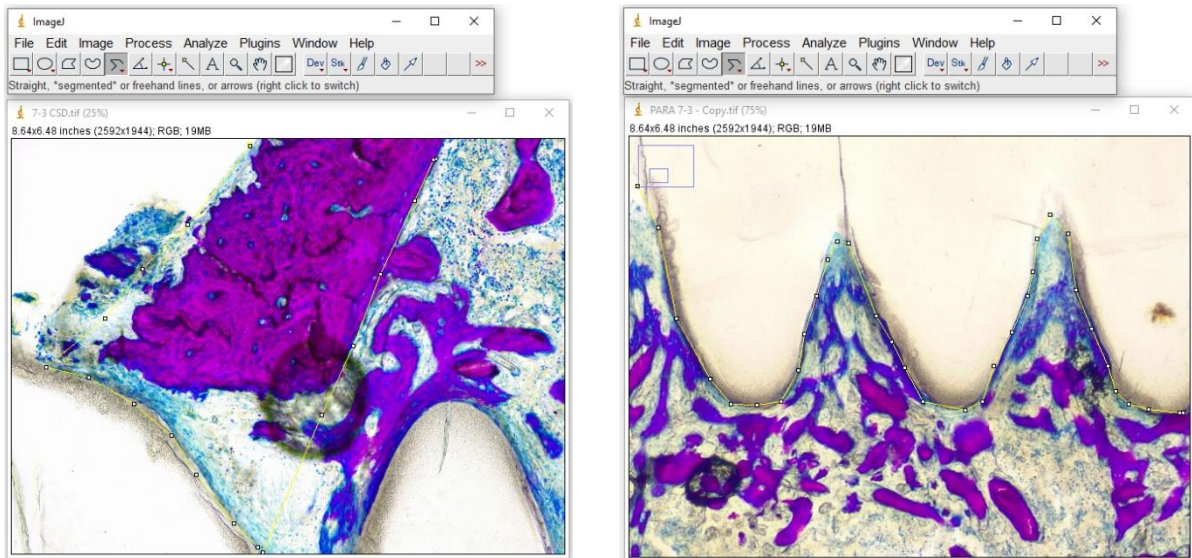 ImageJ
File Edit Image Process Analyze Plugins Window Help
A Dev Stk >>
Straight, *segmented* or freehand lines, or arrows (right click to switch)
7-3 CSD.tif (25%)
8.64x6.48 inches (2592x1944); RGB; 19MB
ImageJ
File Edit Image Process Analyze Plugins Window Help
A Dev Stk >>
Straight, *segmented* or freehand lines, or arrows (right click to switch)
PARA 7-3 - Copy.tif (75%)
8.64x6.48 inches (2592x1944); RGB; 19MB